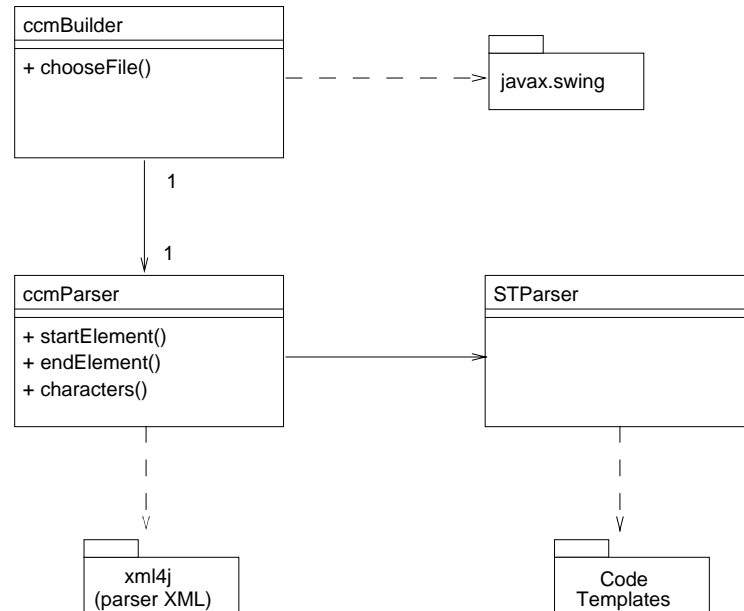 ccmBuilder
+ chooseFile()
javax.swing
1
1
ccmParser
+ startElement()
+ endElement()
+ characters()
STParser
xml4j
(parser XML)
Code
Templates